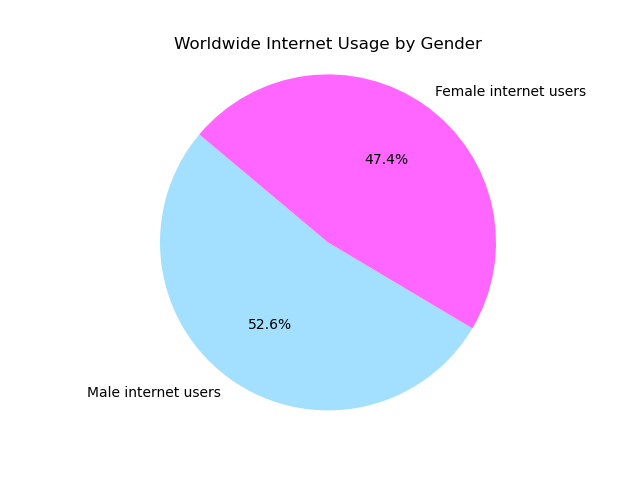 Worldwide Internet Usage by Gender
Female internet users
47.4%
52.6%
Male internet users